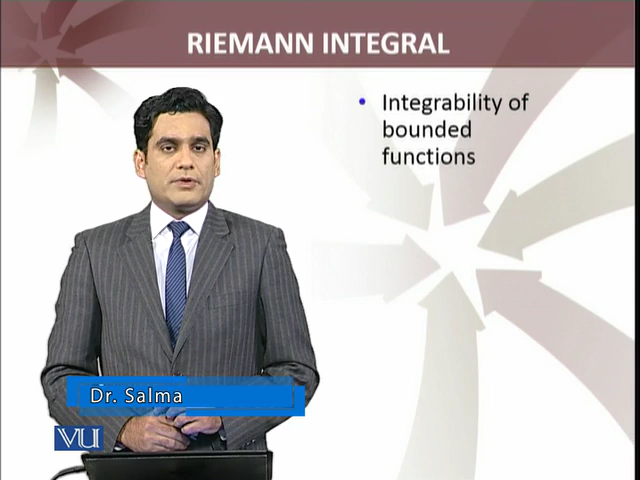 RIEMANN INTEGRAL
• Integrability of
bounded
functions
Dr. Salma
VU